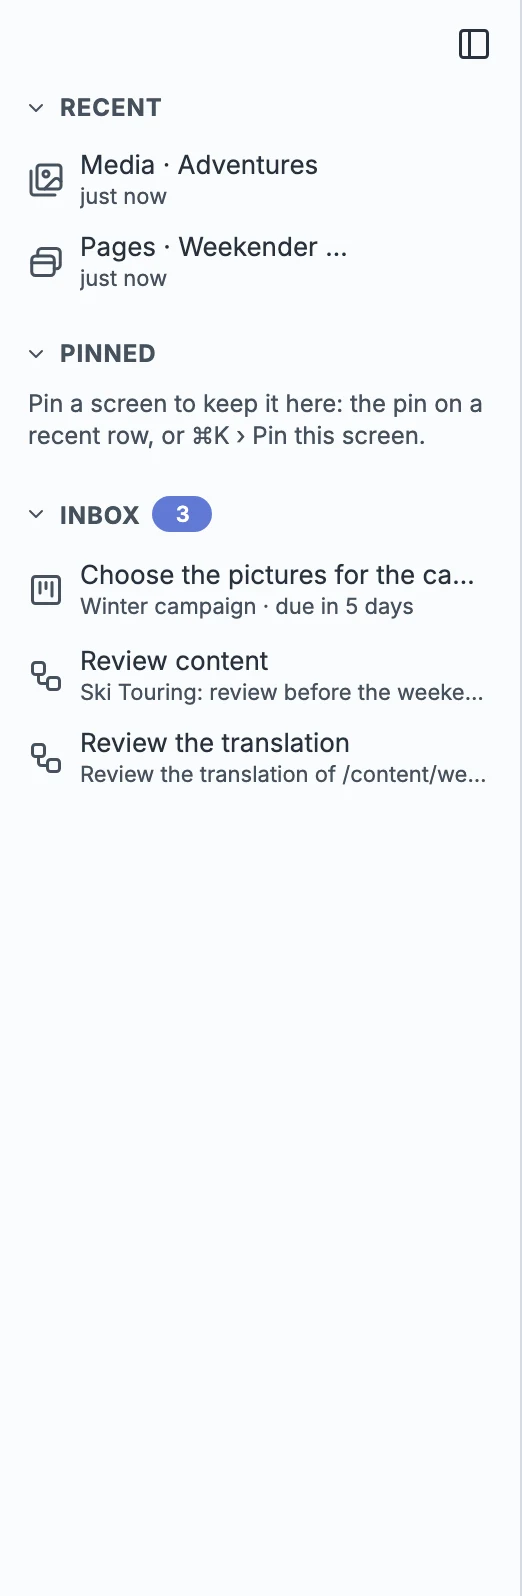 RECENT
Media · Adventures
just now
Pages · Weekender ...
just now
PINNED
Pin a screen to keep it here: the pin on a
recent row, or ⌘K › Pin this screen.
INBOX 3
Choose the pictures for the ca...
Winter campaign · due in 5 days
Review content
Ski Touring: review before the weeke...
Review the translation
Review the translation of /content/we...